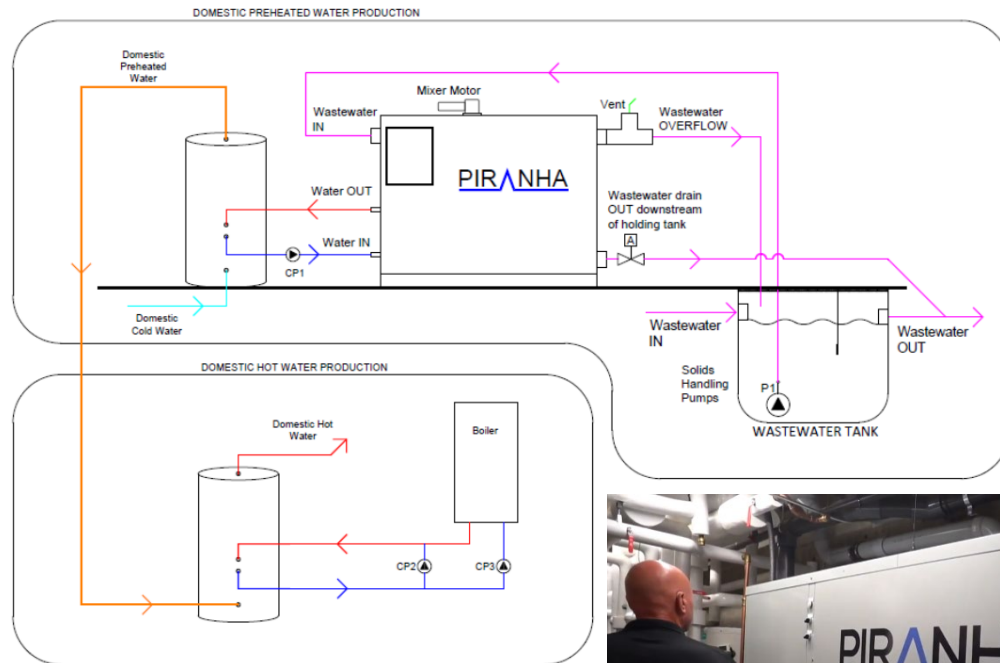 DOMESTIC PREHEATED WATER PRODUCTION
Domestic
Preheated
Water
Mixer Motor
Wastewater
IN
Vent
Wastewater
OVERFLOW
PIRANHA
Water OUT
Wastewater drain
OUT downstream
of holding tank
A
Water IN
CP1
Domestic
Cold Water
Wastewater
IN
Wastewater
OUT
Solids
Handling
Pumps
P1
WASTEWATER TANK
DOMESTIC HOT WATER PRODUCTION
Domestic Hot
Water
Boiler
CP2
CP3
PIRANH